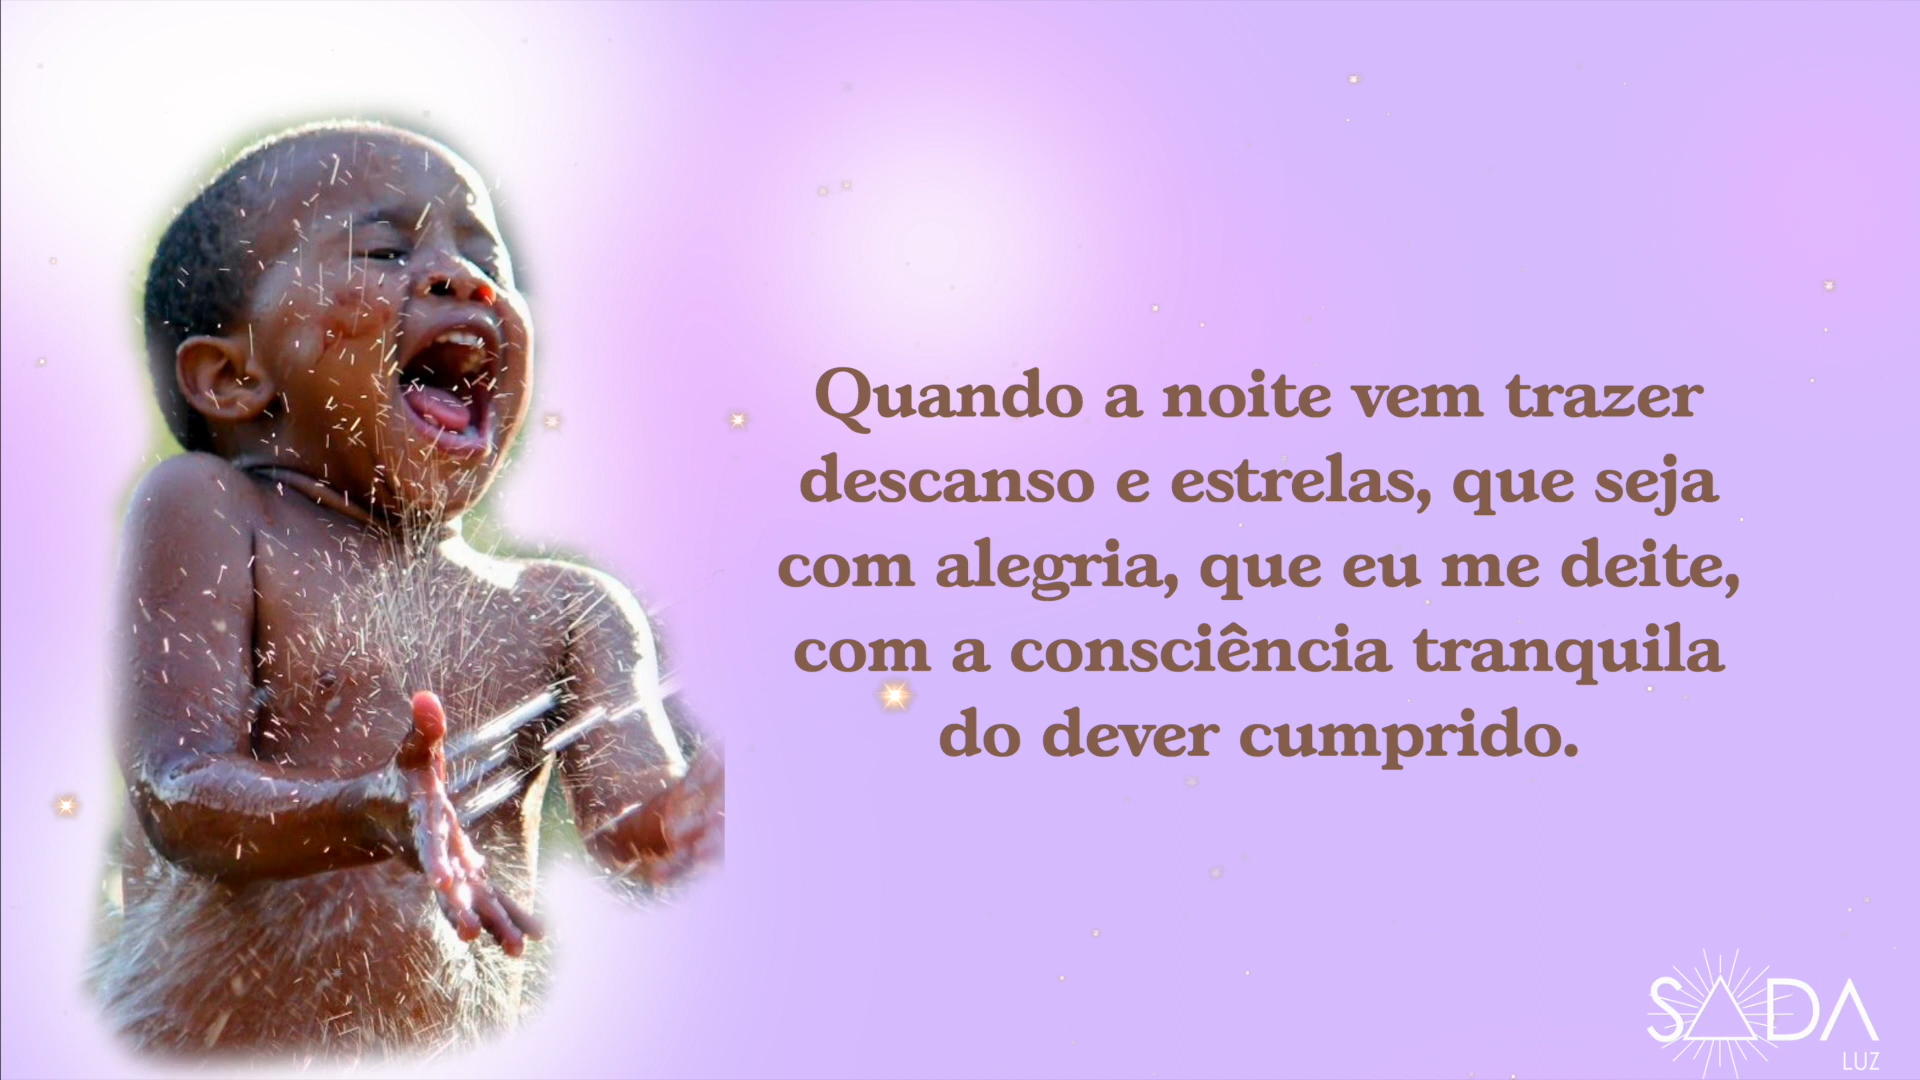 Quando a noite vem trazer
descanso e estrelas, que seja
com alegria, que eu me deite,
com a consciência tranquila
do dever cumprido.
SADA
LUZ